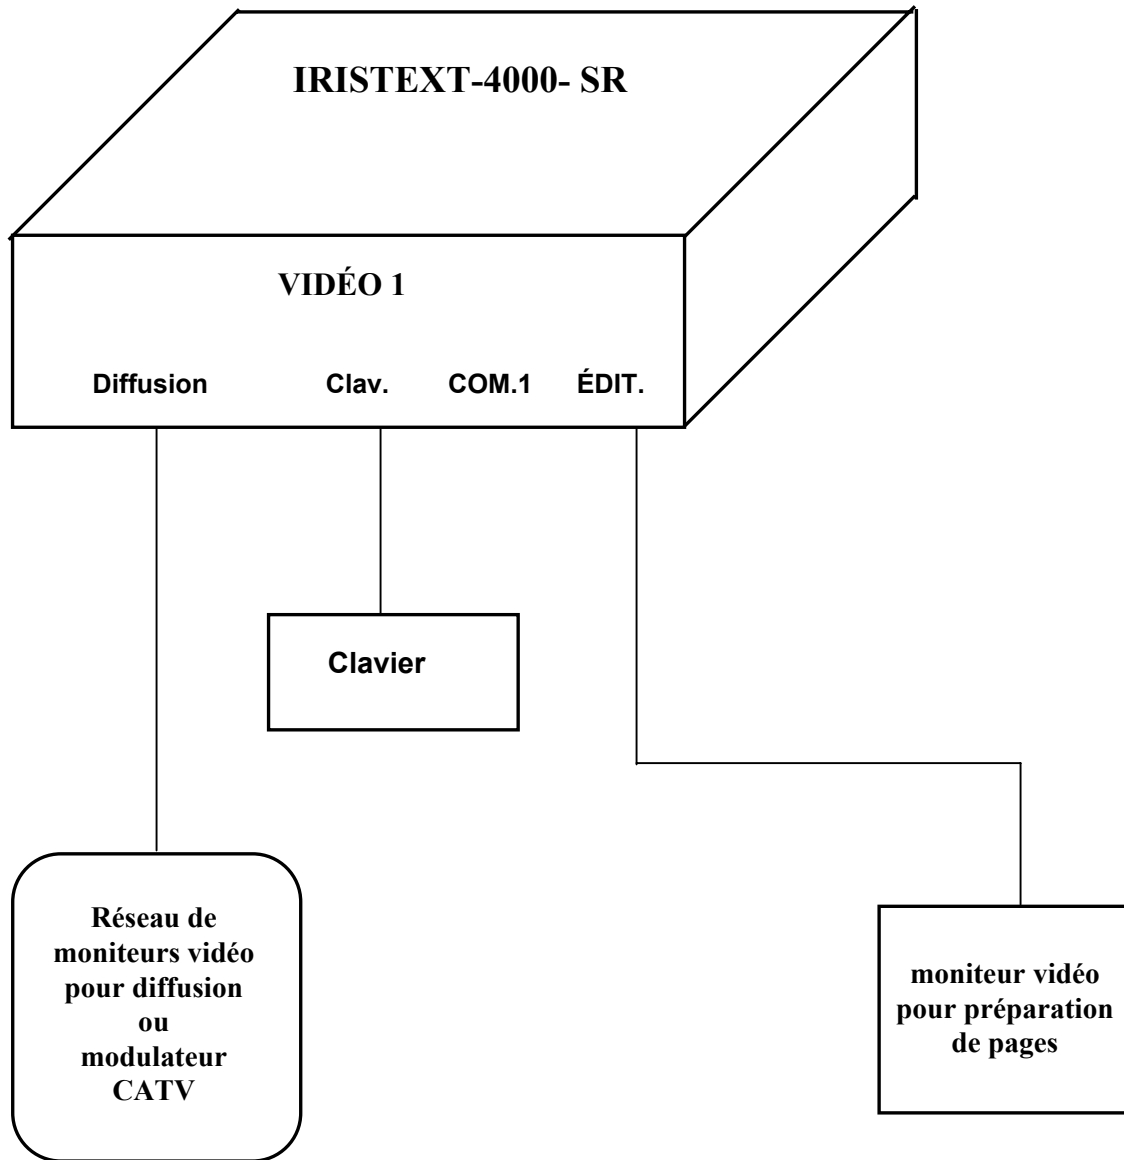 IRISTEXT-4000- SR
VIDÉO 1
Diffusion Clav. COM.1 ÉDIT.
Clavier
Réseau de
moniteurs vidéo
pour diffusion
ou
modulateur
CATV
moniteur vidéo
pour préparation
de pages